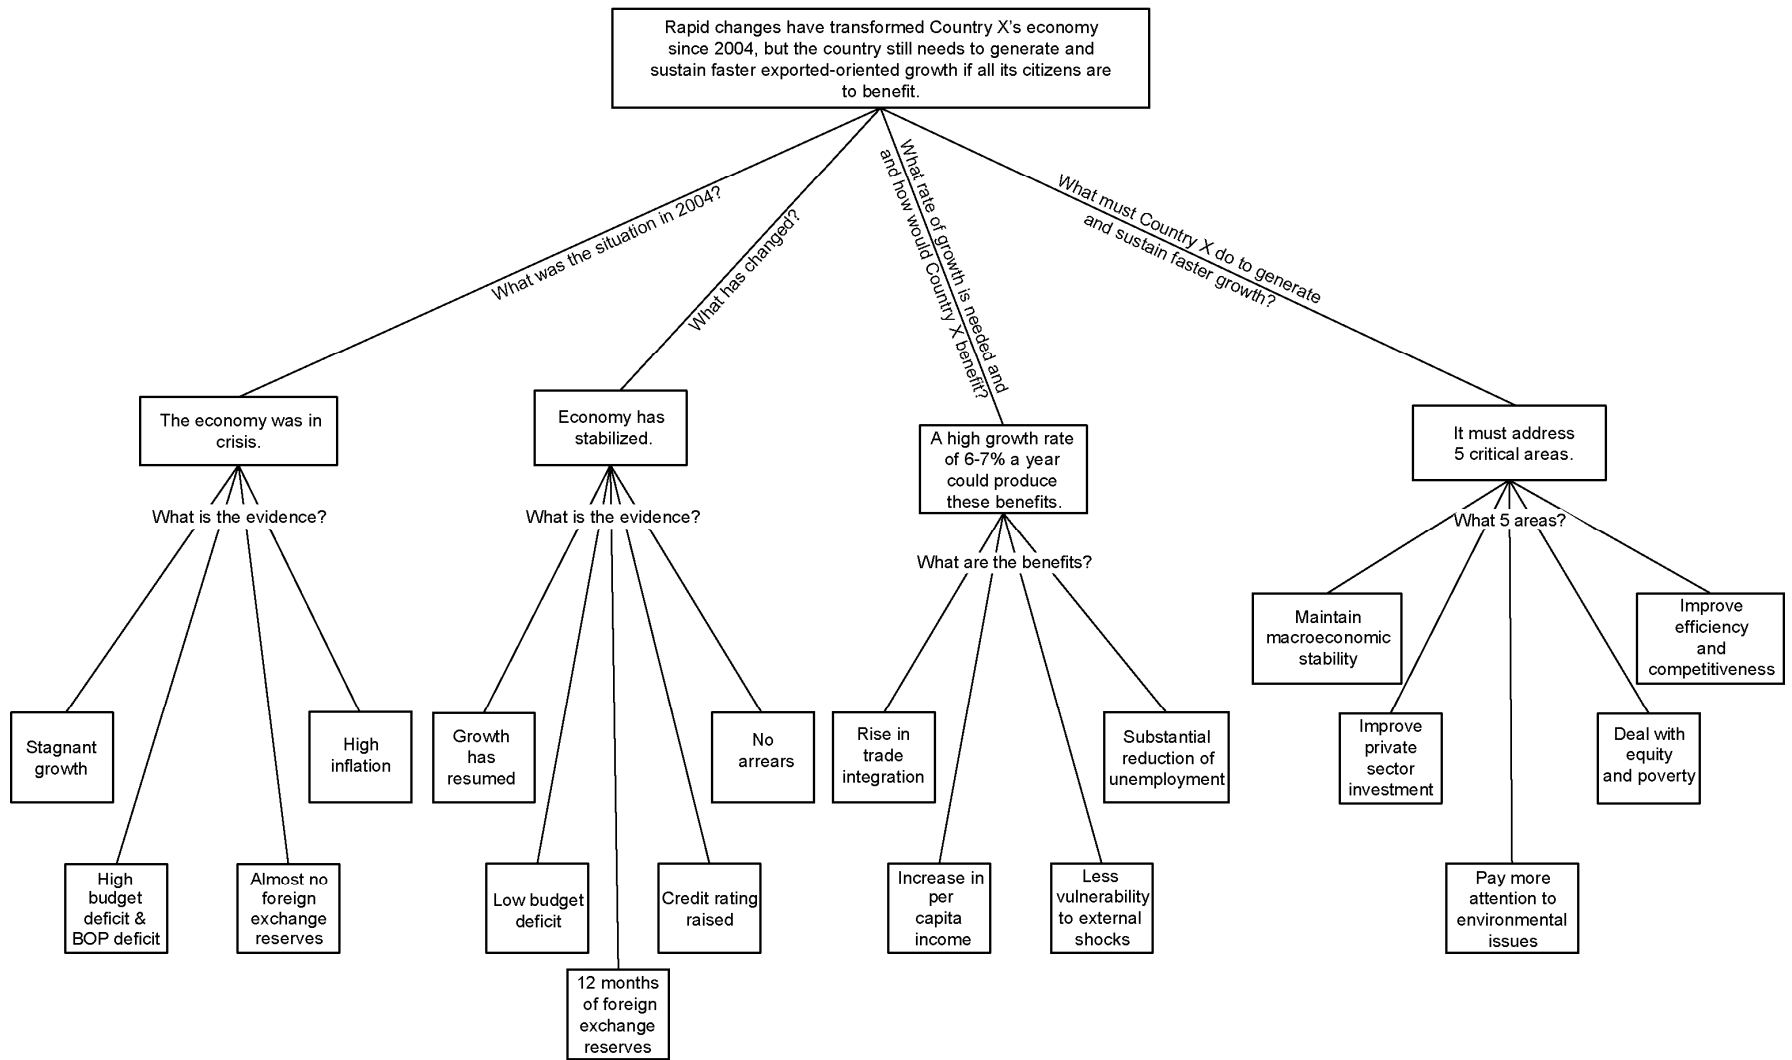 Rapid changes have transformed Country X's economy
since 2004, but the country still needs to generate and
sustain faster exported-oriented growth if all its citizens are
to benefit.
What was the situation in 2004?
What has changed?
What rate of growth is needed and
and how would Country X benefit?
What must Country X do to generate
and sustain faster growth?
The economy was in
crisis.
Economy has
stabilized.
A high growth rate
of 6-7% a year
could produce
these benefits.
It must address
5 critical areas.
What is the evidence?
What is the evidence?
What are the benefits?
What 5 areas?
Stagnant
growth
High
budget
deficit &
BOP deficit
Almost no
foreign
exchange
reserves
High
inflation
Growth
has
resumed
Low budget
deficit
12 months
of foreign
exchange
reserves
Credit rating
raised
No
arrears
Rise in
trade
integration
Increase in
per
capita
income
Less
vulnerability
to external
shocks
Substantial
reduction of
unemployment
Maintain
macroeconomic
stability
Improve
private
sector
investment
Pay more
attention to
environmental
issues
Deal with
equity
and poverty
Improve
efficiency
and
competitiveness